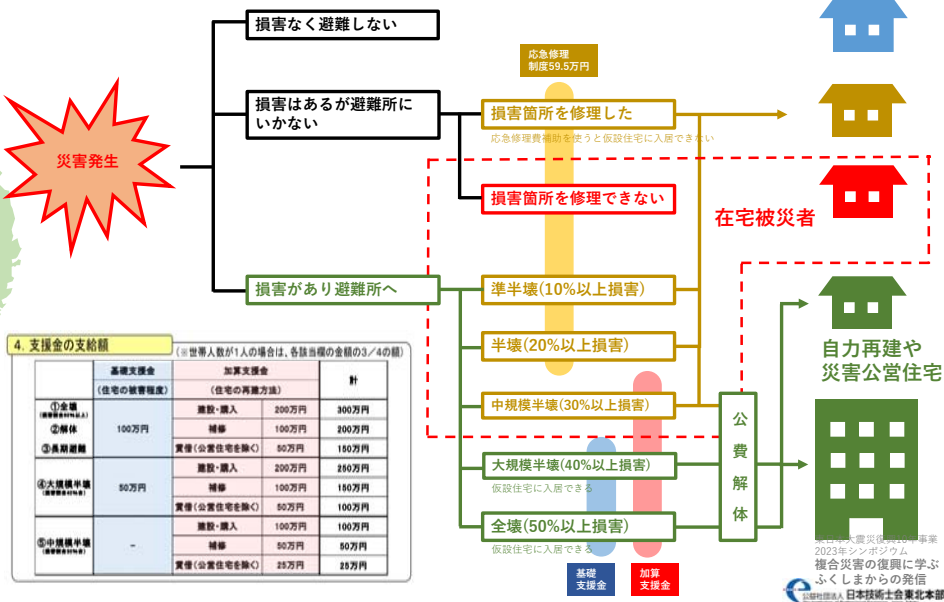 災害発生
損害なく避難しない
損害はあるが避難所に
いかない
損害があり避難所へ
応急修理
制度59.5万円
損害箇所を修理した
応急修理費補助を使うと仮設住宅に入居できない
損害箇所を修理できない
在宅被災者
準半壊(10%以上損害)
半壊(20%以上損害)
中規模半壊(30%以上損害)
大規模半壊(40%以上損害)
仮設住宅に入居できる
全壊(50%以上損害)
仮設住宅に入居できる
公費解体
基礎
支援金
加算
支援金
自力再建や
災害公営住宅
4. 支援金の支給額
(※世帯人数が1人の場合は、各該当欄の金額の3/4の額)
基礎支援金 加算支援金 計
(住宅の被害程度) (住宅の再建方法)
①全壊
②解体
③長期避難
100万円
建設・購入 200万円 300万円
補修 100万円 200万円
賃借(公営住宅を除く) 50万円 150万円
④大規模半壊
50万円
建設・購入 200万円 250万円
補修 100万円 150万円
賃借(公営住宅を除く) 50万円 100万円
⑤中規模半壊
-
建設・購入 100万円 100万円
補修 50万円 50万円
賃借(公営住宅を除く) 25万円 25万円
2023年シンポジウム
複合災害の復興に学ぶ
ふくしまからの発信
公益社団法人 日本技術士会東北本部